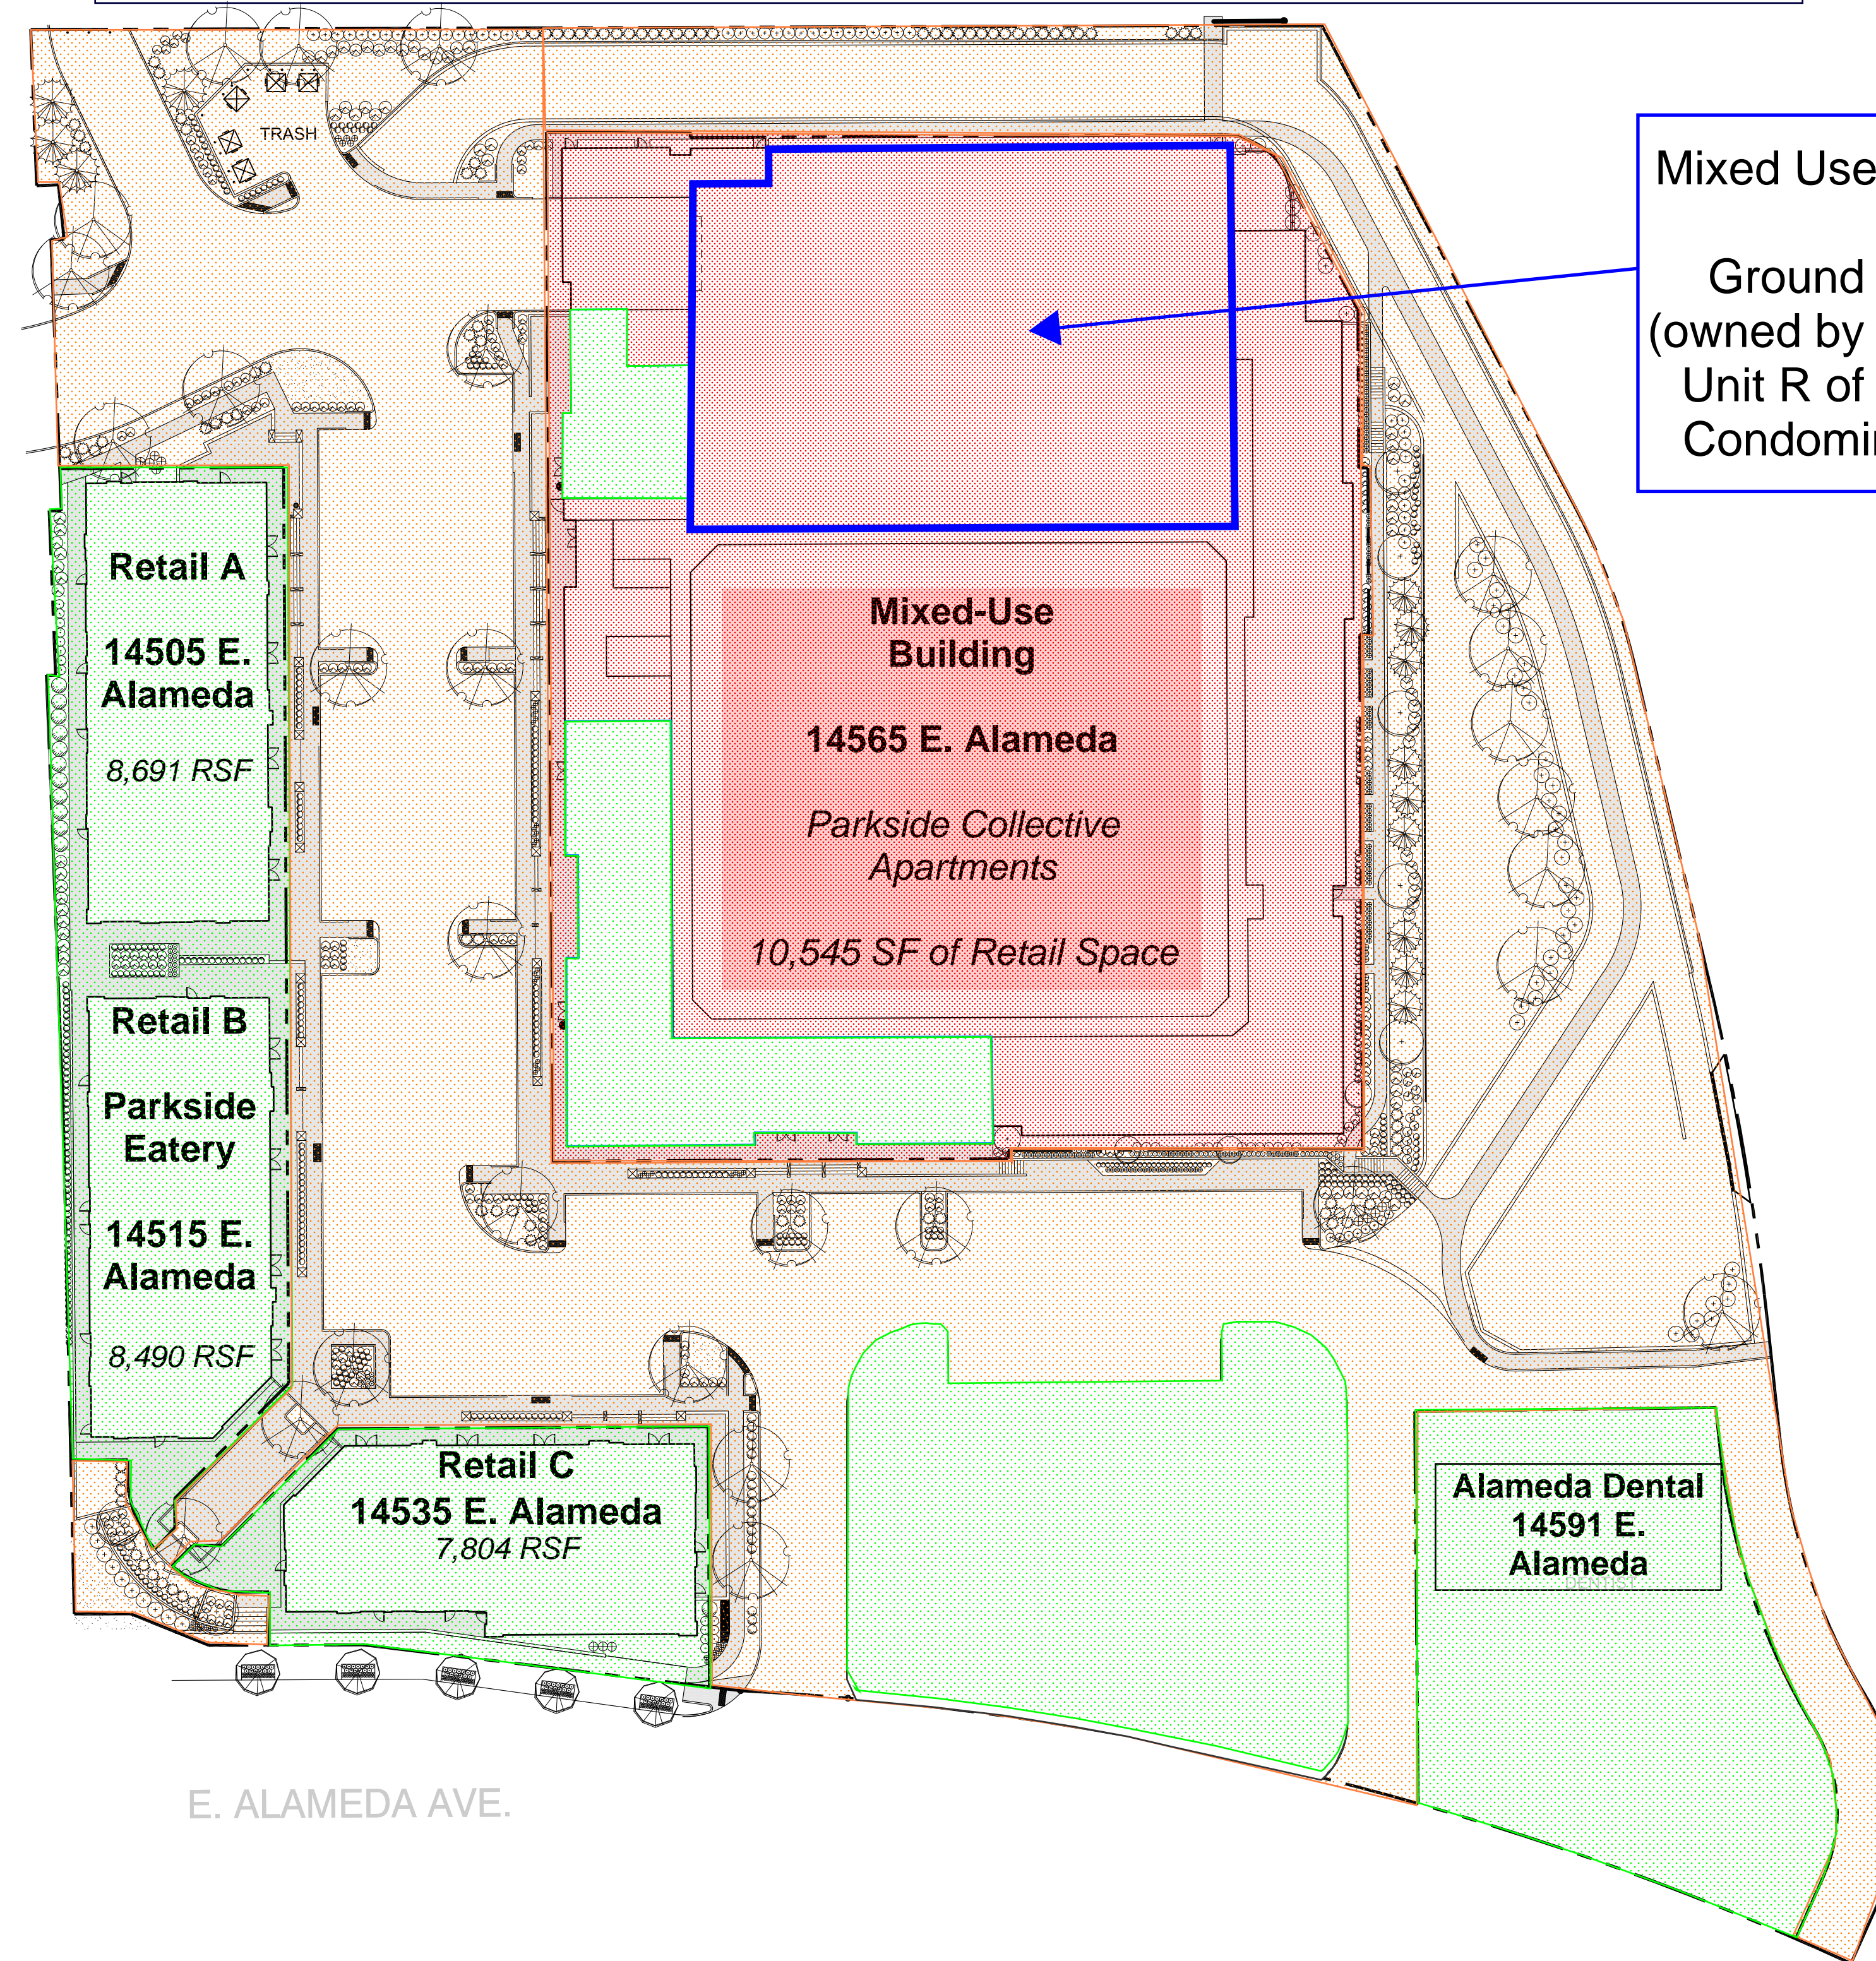 TRASH
Mixed Use
Ground
(owned by
Unit R of
Retail A
14505 E.
Alameda
8,691 RSF
Mixed-Use
Building
14565 E. Alameda
Parkside Collective
Apartments
10,545 SF of Retail Space
Retail B
Parkside
Eatery
14515 E.
Alameda
8,490 RSF
Retail C
14535 E. Alameda
7,804 RSF
Alameda Dental
14591 E.
Alameda
E. ALAMEDA AVE.